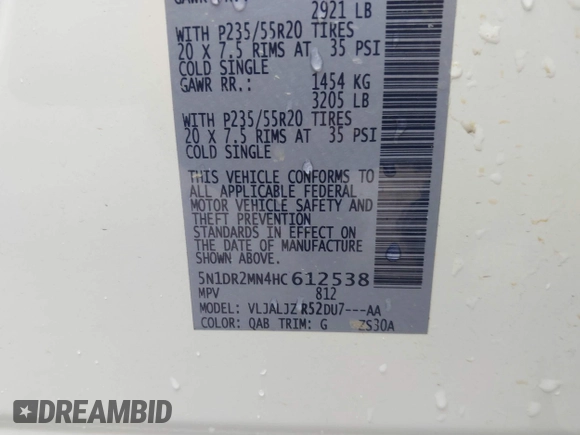 2921 LB
WITH P235/55R20 TIRES
20 X 7.5 RIMS AT 35 PSI
COLD SINGLE
GAWR RR.: 1454 KG
3205 LB
WITH P235/55R20 TIRES
20 X 7.5 RIMS AT 35 PSI
COLD SINGLE
THIS VEHICLE CONFORMS TO
ALL APPLICABLE FEDERAL
MOTOR VEHICLE SAFETY AND
THEFT PREVENTION
STANDARDS IN EFFECT ON
THE DATE OF MANUFACTURE
SHOWN ABOVE.
5N1DR2MN4HC 612538
MPV 812
MODEL: VLJALJZ R52DU7---AA
COLOR: QAB TRIM: G ZS30A
DREAMBID